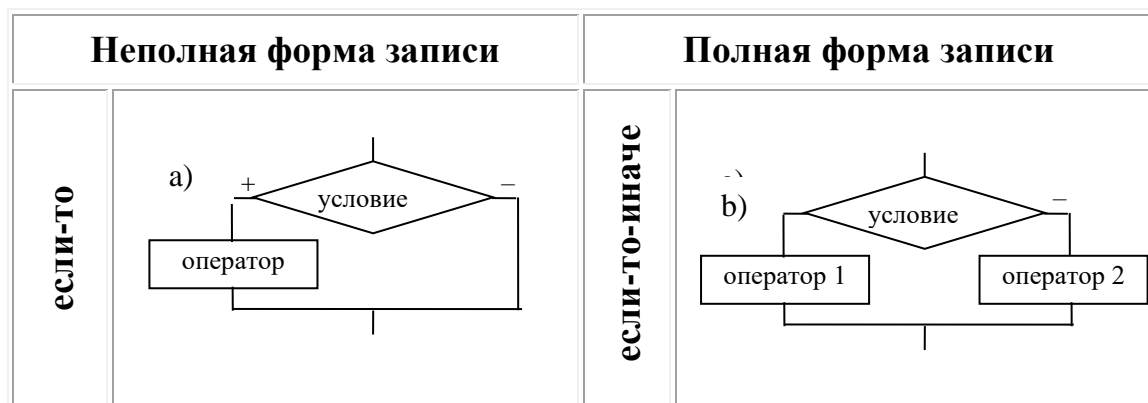 Неполная форма записи
Полная форма записи
если-то
а)
+
–
условие
оператор
если-то-иначе
b)
–
условие
оператор 1
оператор 2